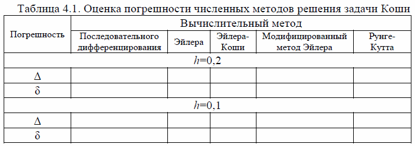 Таблица 4.1. Оценка погрешности численных методов решения задачи Коши
Погрешность
Вычислительный метод
Последовательного дифференцирования
Эйлера
Эйлера-Коши
Модифицированный метод Эйлера
Рунге-Кутта
h=0,2
Δ
δ
h=0,1
Δ
δ